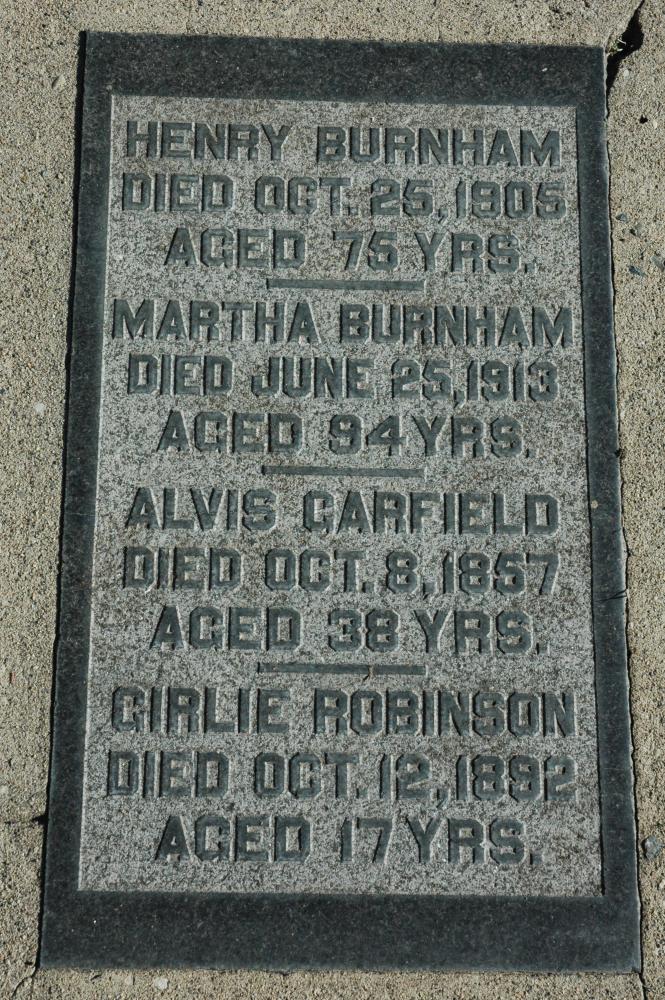 HENRY BURNHAM
DIED OCT. 25, 1905
AGED 75 YRS.
MARTHA BURNHAM
DIED JUNE 25, 1913
AGED 94 YRS.
ALVIS GARFIELD
DIED OCT. 8, 1857
AGED 38 YRS.
GIRLIE ROBINSON
DIED OCT. 12, 1892
AGED 17 YRS.